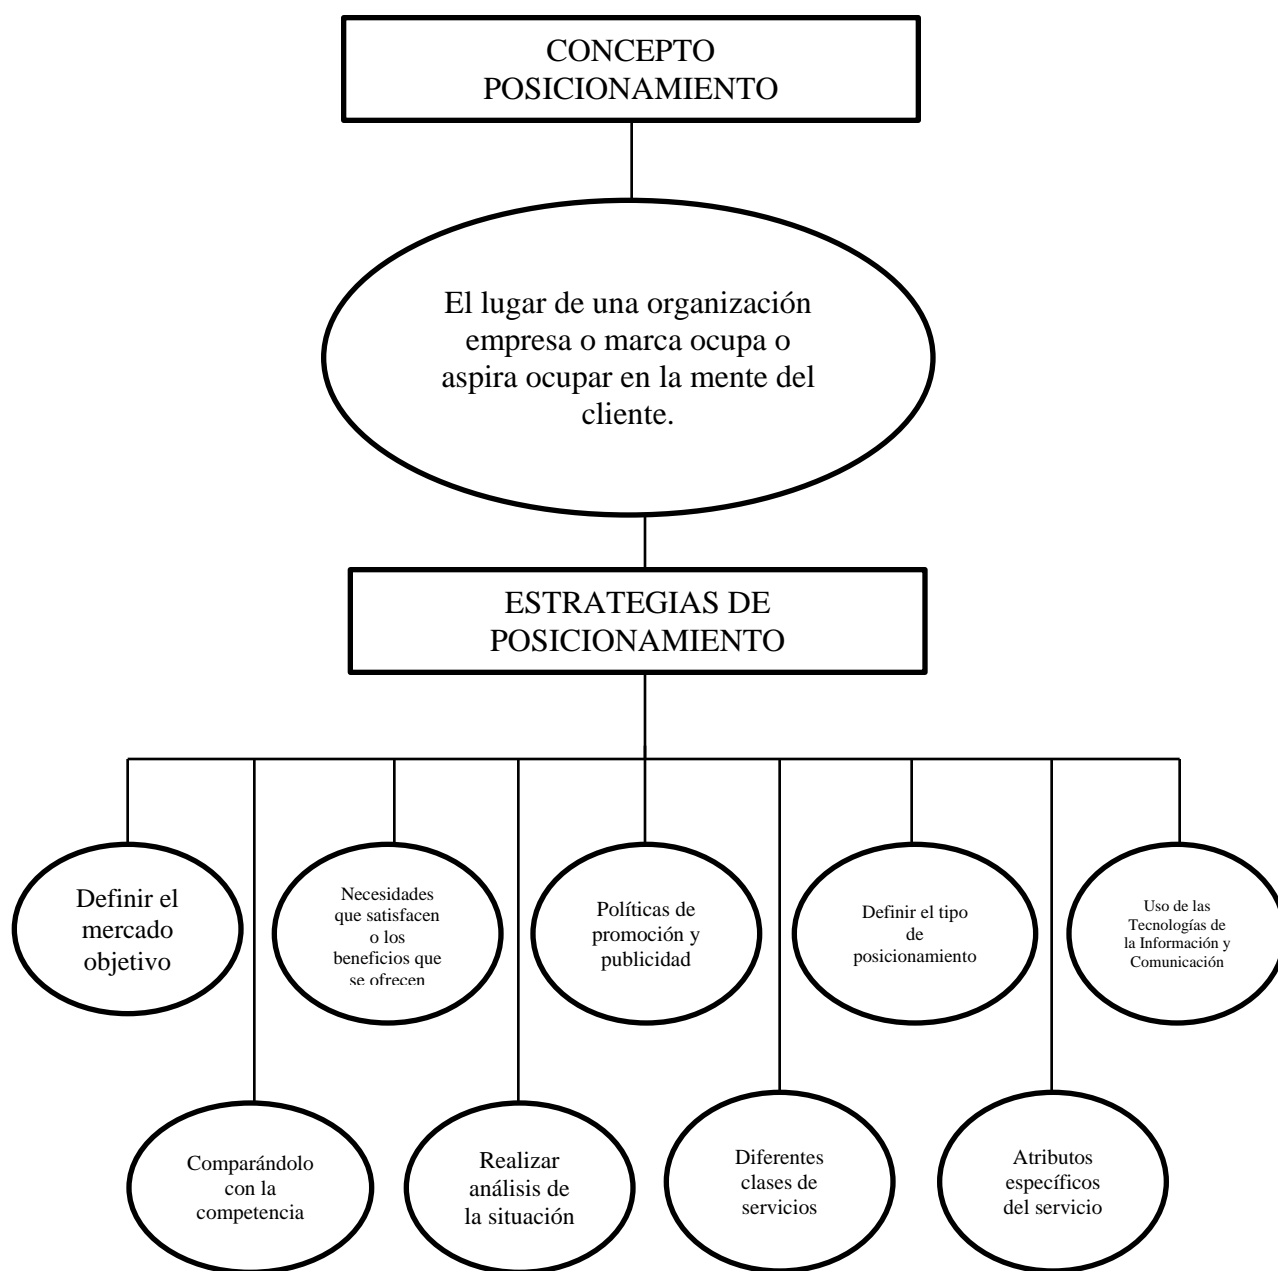 CONCEPTO
POSICIONAMIENTO
El lugar de una organización
empresa o marca ocupa o
aspira ocupar en la mente del
cliente.
ESTRATEGIAS DE
POSICIONAMIENTO
Definir el
mercado
objetivo
Necesidades
que satisfacen
o los
beneficios que
se ofrecen
Políticas de
promoción y
publicidad
Definir el tipo
de
posicionamiento
Uso de las
Tecnologías de
la Información y
Comunicación
Comparándolo
con la
competencia
Realizar
análisis de
la situación
Diferentes
clases de
servicios
Atributos
específicos
del servicio